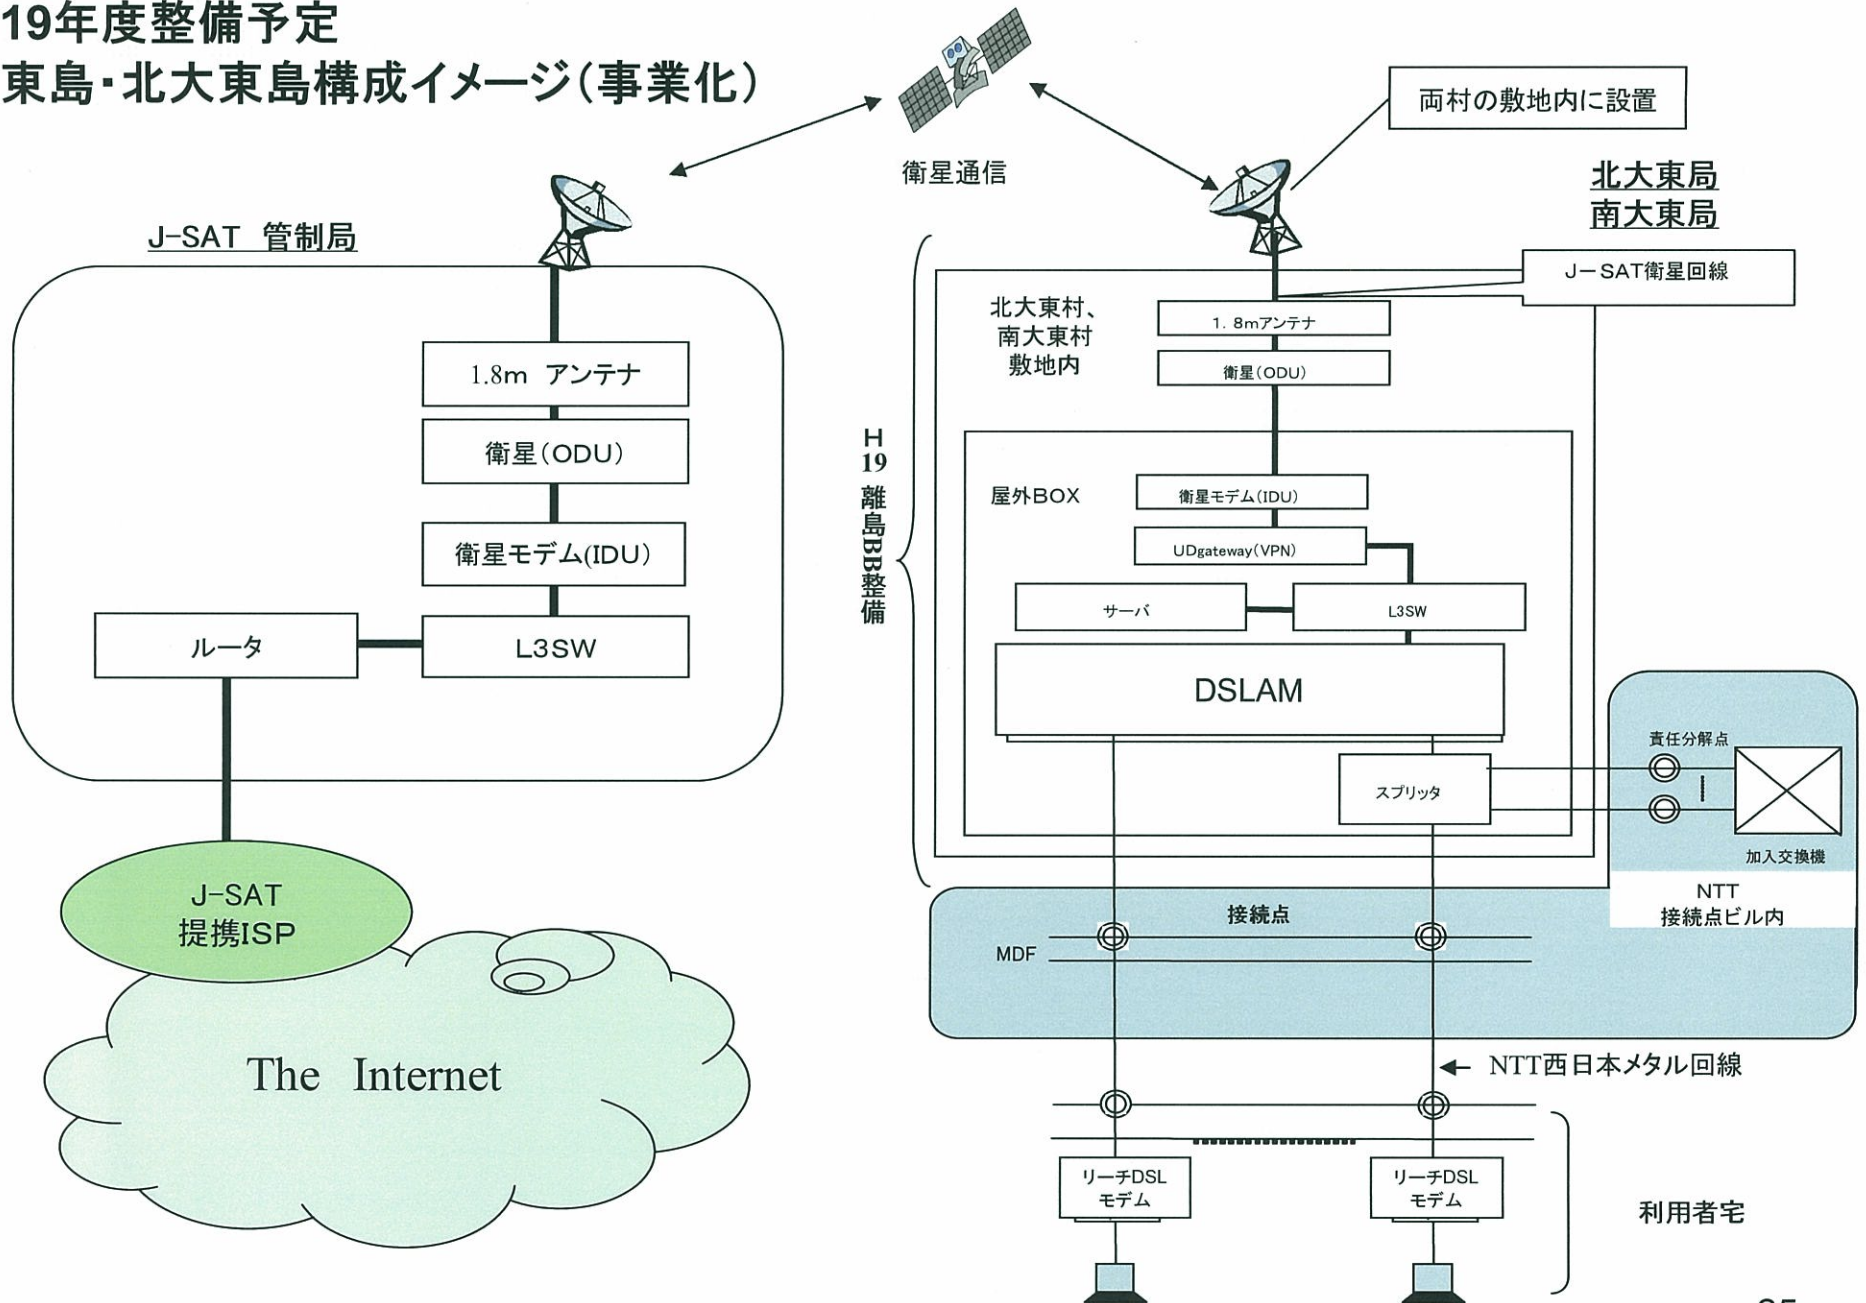 19年度整備予定
東島・北大東島構成イメージ（事業化）
衛星通信
両村の敷地内に設置
北大東局
南大東局
J-SAT 管制局
1.8m アンテナ
衛星（ODU）
衛星モデム(IDU)
ルータ
L3SW
J-SAT
提携ISP
The Internet
J－SAT衛星回線
北大東村、
南大東村
敷地内
1．8mアンテナ
衛星（ODU）
H19離島BB整備
屋外BOX
衛星モデム（IDU）
UDgateway（VPN）
サーバ
L3SW
DSLAM
スプリッタ
責任分解点
加入交換機
NTT
接続点ビル内
接続点
MDF
NTT西日本メタル回線
リーチDSL
モデム
リーチDSL
モデム
利用者宅